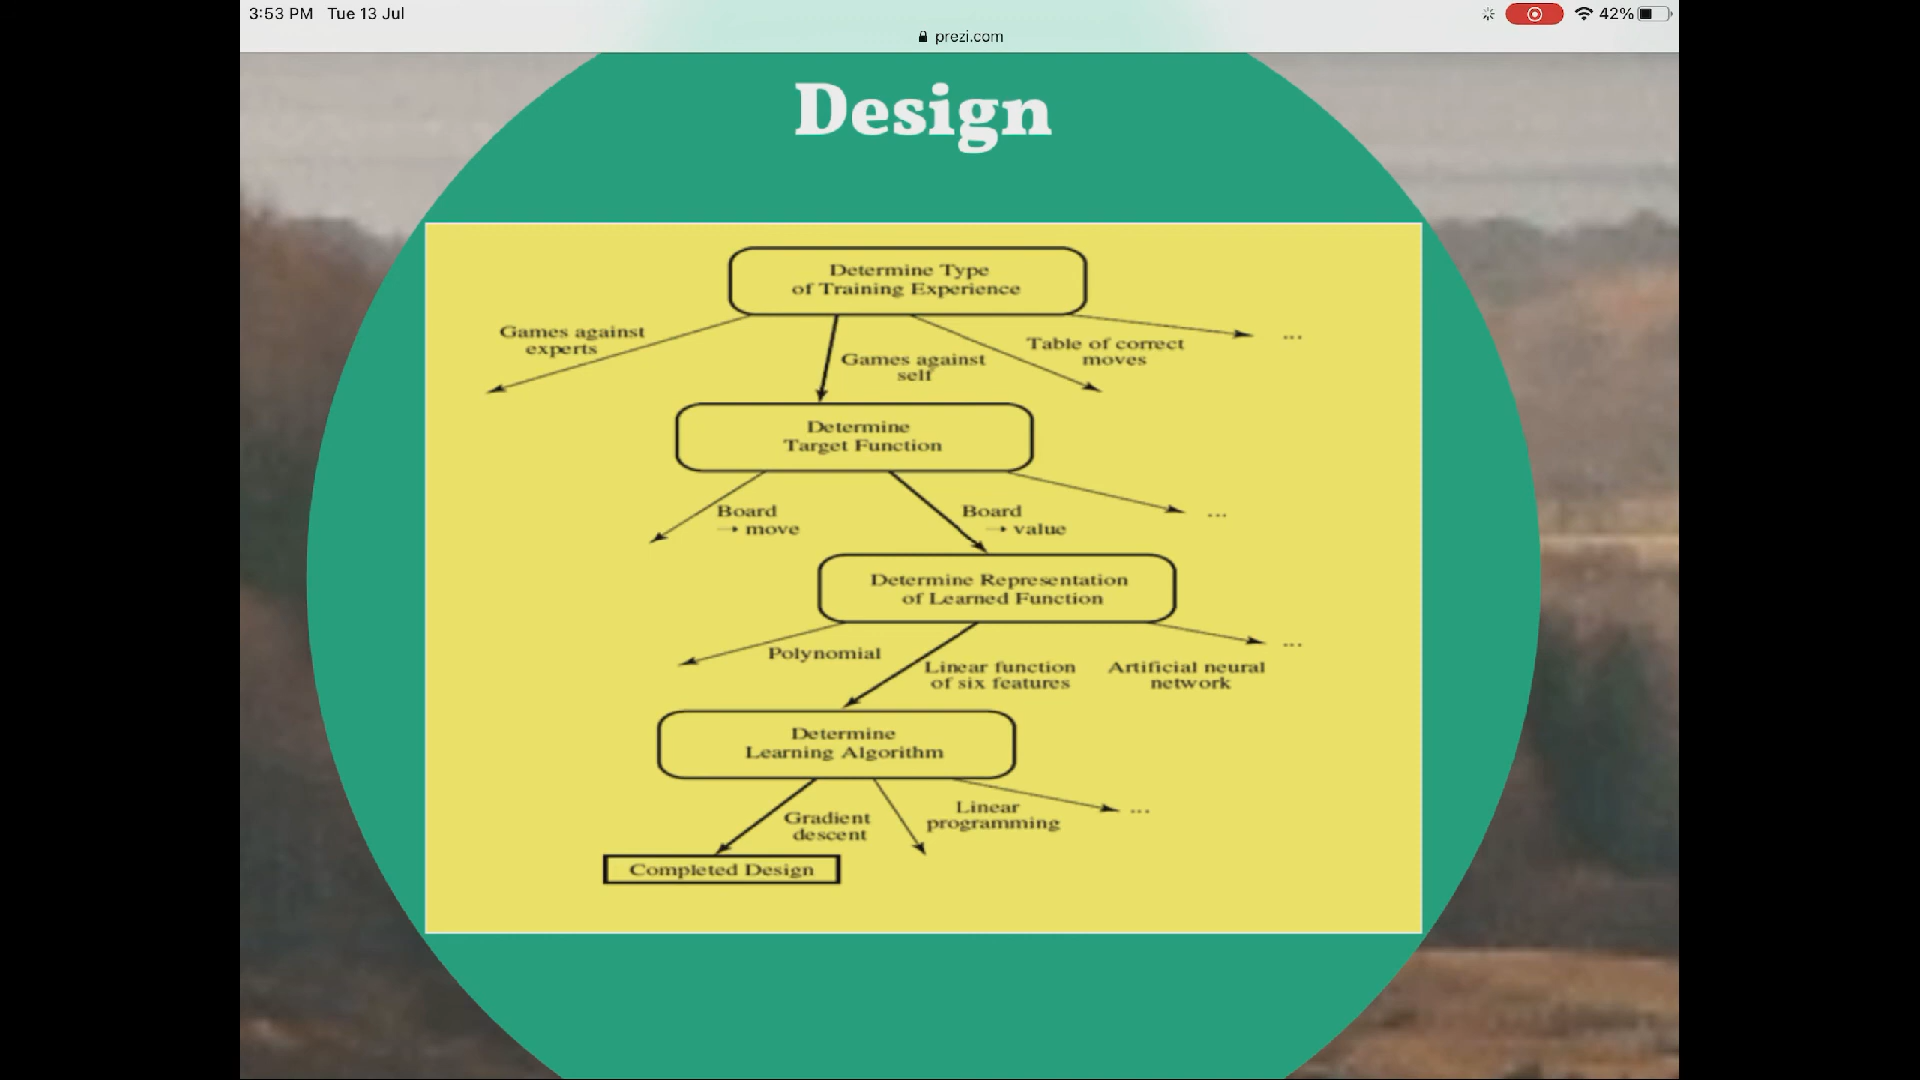 3:53 PM Tue 13 Jul
42%
prezi.com
Design
Determine Type
of Training Experience
Games against
experts
Games against
self
Table of correct
moves
...
Determine
Target Function
Board
→ move
Board
→ value
...
Determine Representation
of Learned Function
Polynomial
Linear function
of six features
Artificial neural
network
...
Determine
Learning Algorithm
Gradient
descent
Linear
programming
...
Completed Design